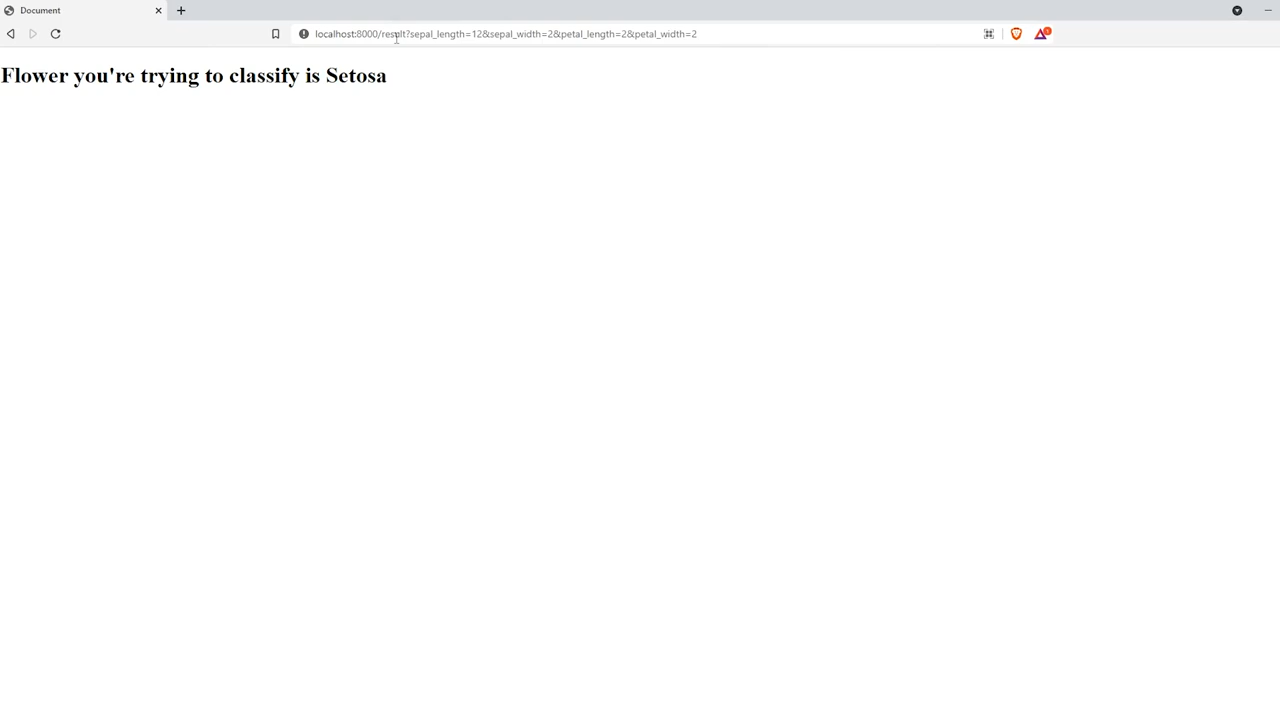 Document
localhost:8000/result?sepal_length=12&sepal_width=2&petal_length=2&petal_width=2
1
Flower you're trying to classify is Setosa